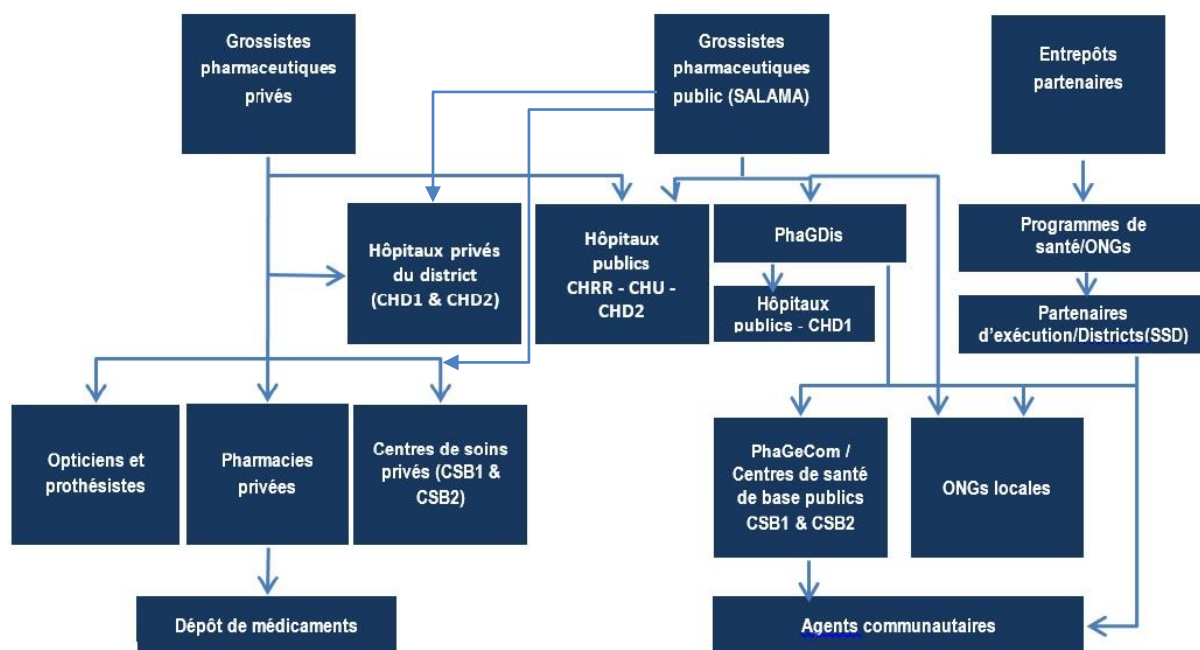 Grossistes
pharmaceutiques
privés
Grossistes
pharmaceutiques
public (SALAMA)
Entrepôts
partenaires
Hôpitaux privés
du district
(CHD1 & CHD2)
Hôpitaux
publics
CHRR - CHU -
CHD2
PhaGDis
Hôpitaux
publics - CHD1
Programmes de
santé/ONGs
Partenaires
d'exécution/Districts(SSD)
Opticiens et
prothésistes
Pharmacies
privées
Centres de soins
privés (CSB1 &
CSB2)
PhaGeCom /
Centres de santé
de base publics
CSB1 & CSB2
ONGs locales
Dépôt de médicaments
Agents communautaires